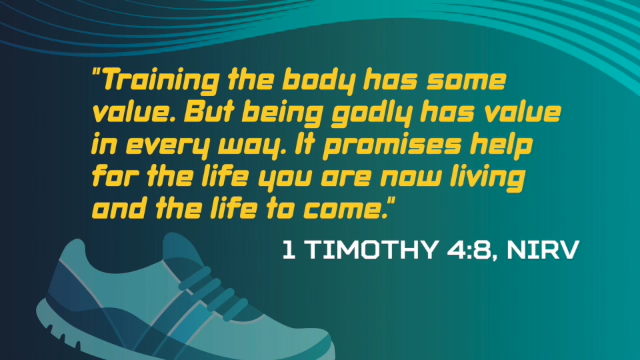 "Training the body has some
value. But being godly has value
in every way. It promises help
for the life you are now living
and the life to come."
1 TIMOTHY 4:8, NIRV